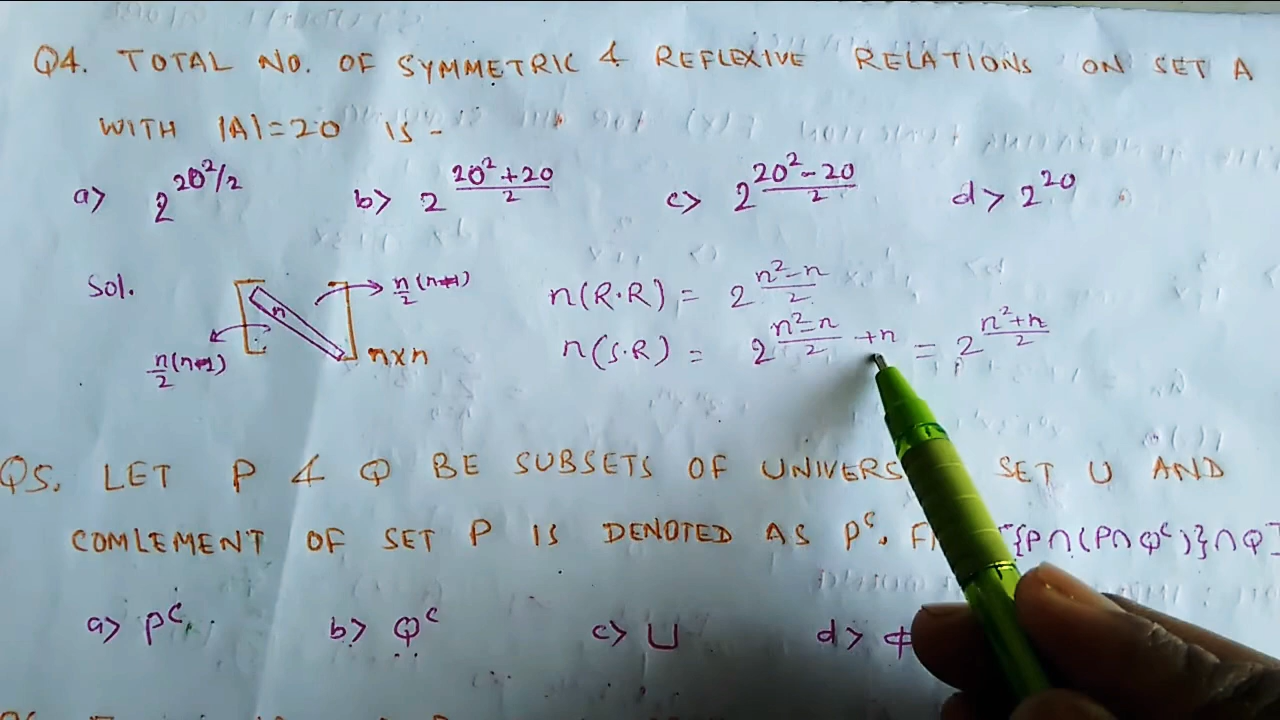 Q4. TOTAL NO. OF SYMMETRIC & REFLEXIVE RELATIONS ON SET A
WITH |A|=20 is -
a> 2^(20²/2) b> 2^((20²+20)/2) c> 2^((20²-20)/2) d> 2^20
Sol. n n/2 (n-1) n/2 (n-1) n×n
n(R·R) = 2^((n²-n)/2)
n(S·R) = 2^((n²-n)/2 +n) = 2^((n²+n)/2)
Q5. LET P & Q BE SUBSETS OF UNIVERS SET U AND
COMLEMENT OF SET P IS DENOTED AS P^c. F {P∩(P∩Q^c)}∩Q]
a> P^c b> Q^c c> U d> ϕ